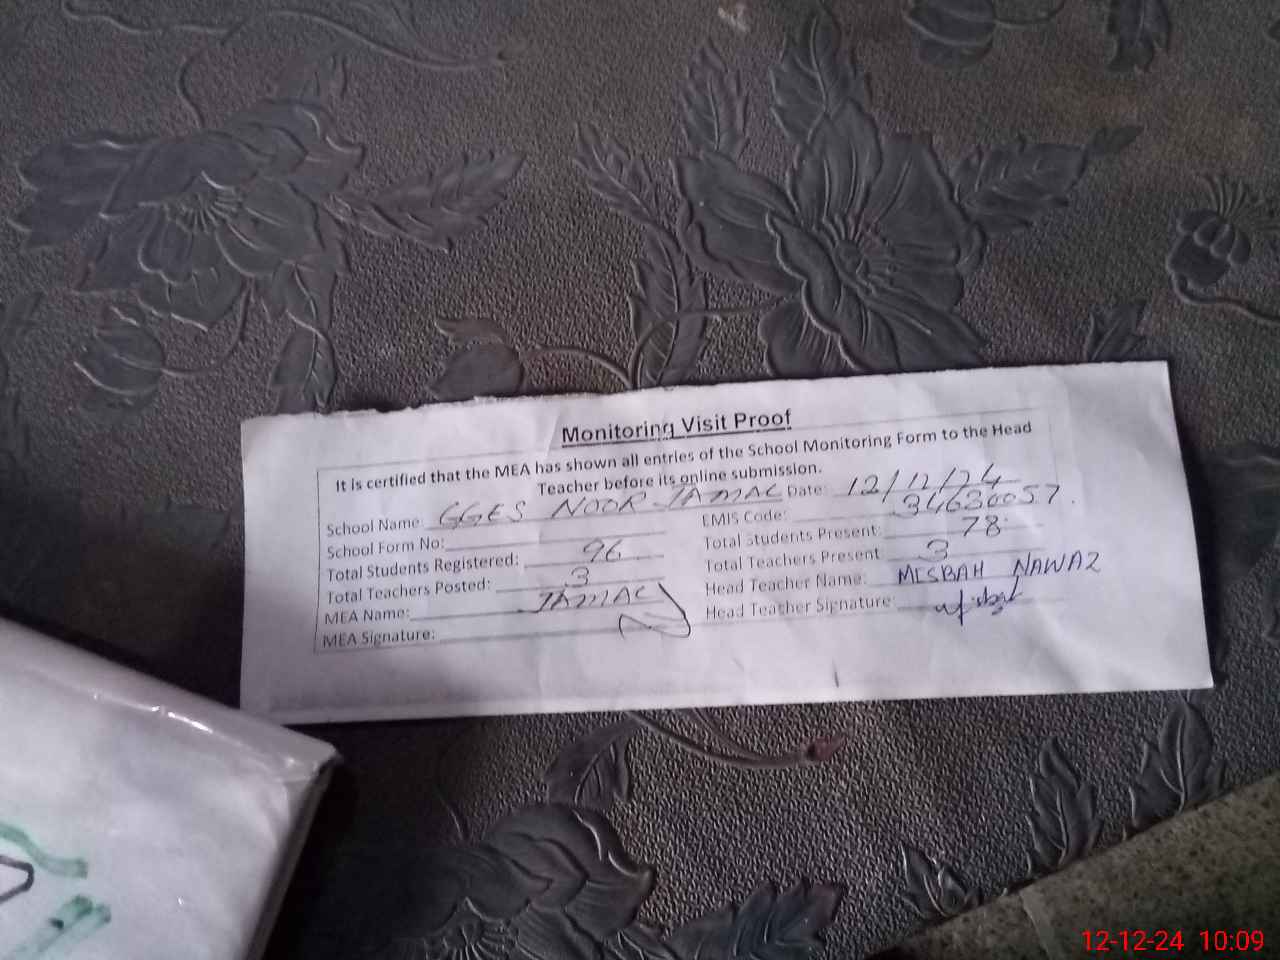 Monitoring Visit Proof
It is certified that the MEA has shown all entries of the School Monitoring Form to the Head
Teacher before its online submission.
School Name: GGES NOOR JAMAL Date: 12/12/24
School Form No: EMIS Code: 34630057.
Total Students Registered: 96 Total Students Present: 78
Total Teachers Posted: 3 Total Teachers Present 3
MEA Name: JAMAL Head Teacher Name: MISBAH NAWAZ
MEA Signature: Head Teacher Signature:
12-12-24 10:09